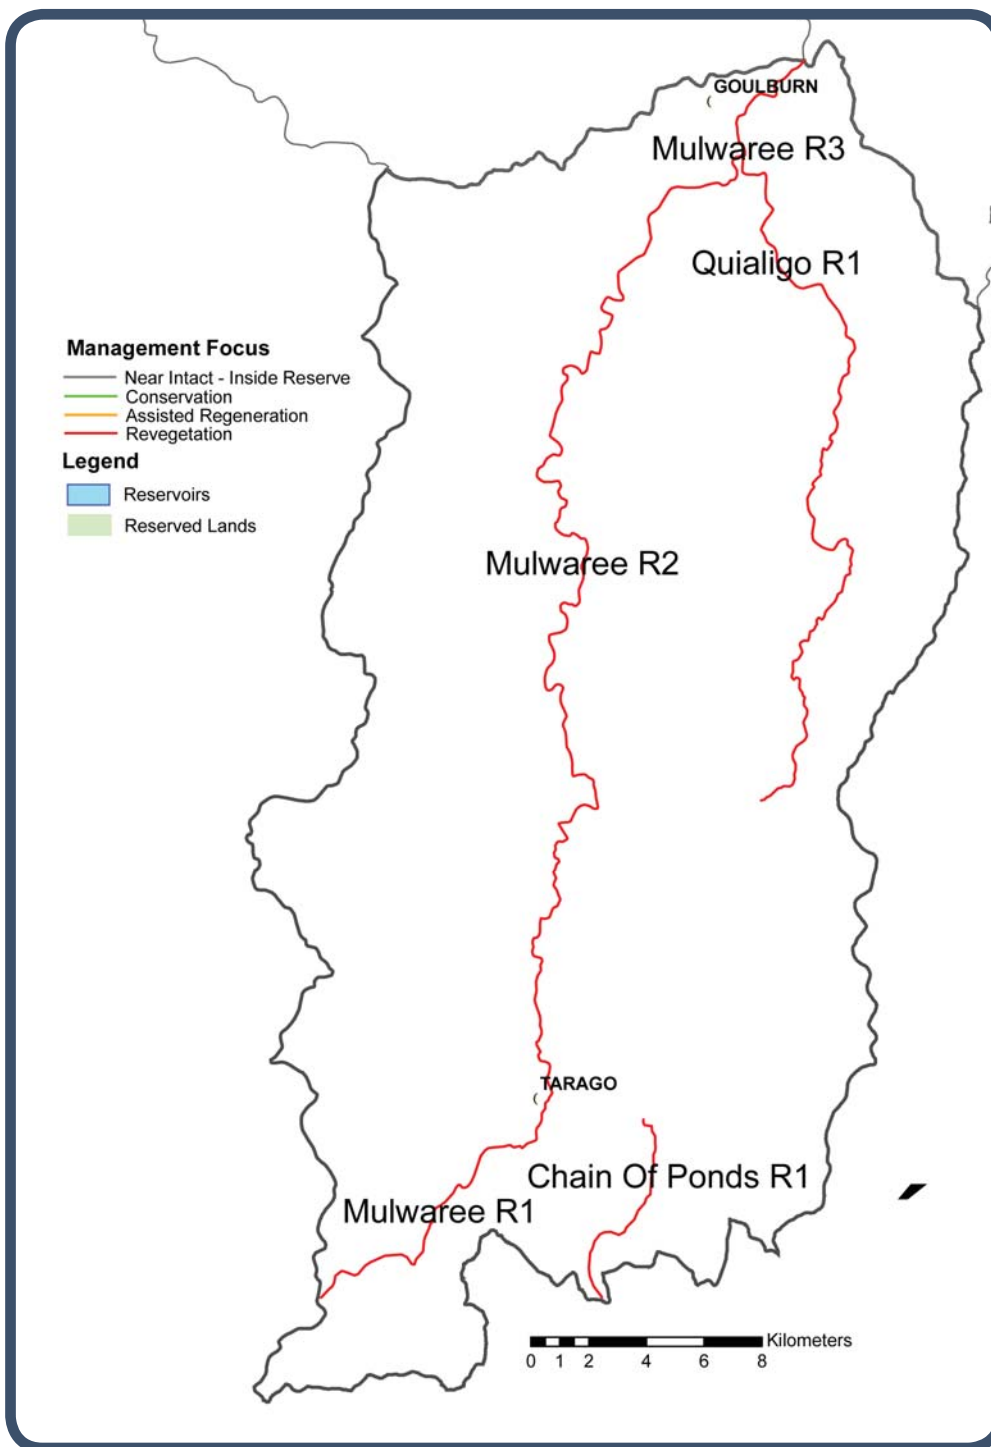 GOULBURN
Mulwaree R3
Quialigo R1
Management Focus
Near Intact - Inside Reserve
Conservation
Assisted Regeneration
Revegetation
Legend
Reservoirs
Reserved Lands
Mulwaree R2
TARAGO
Chain Of Ponds R1
Mulwaree R1
Kilometers
0 1 2 4 6 8